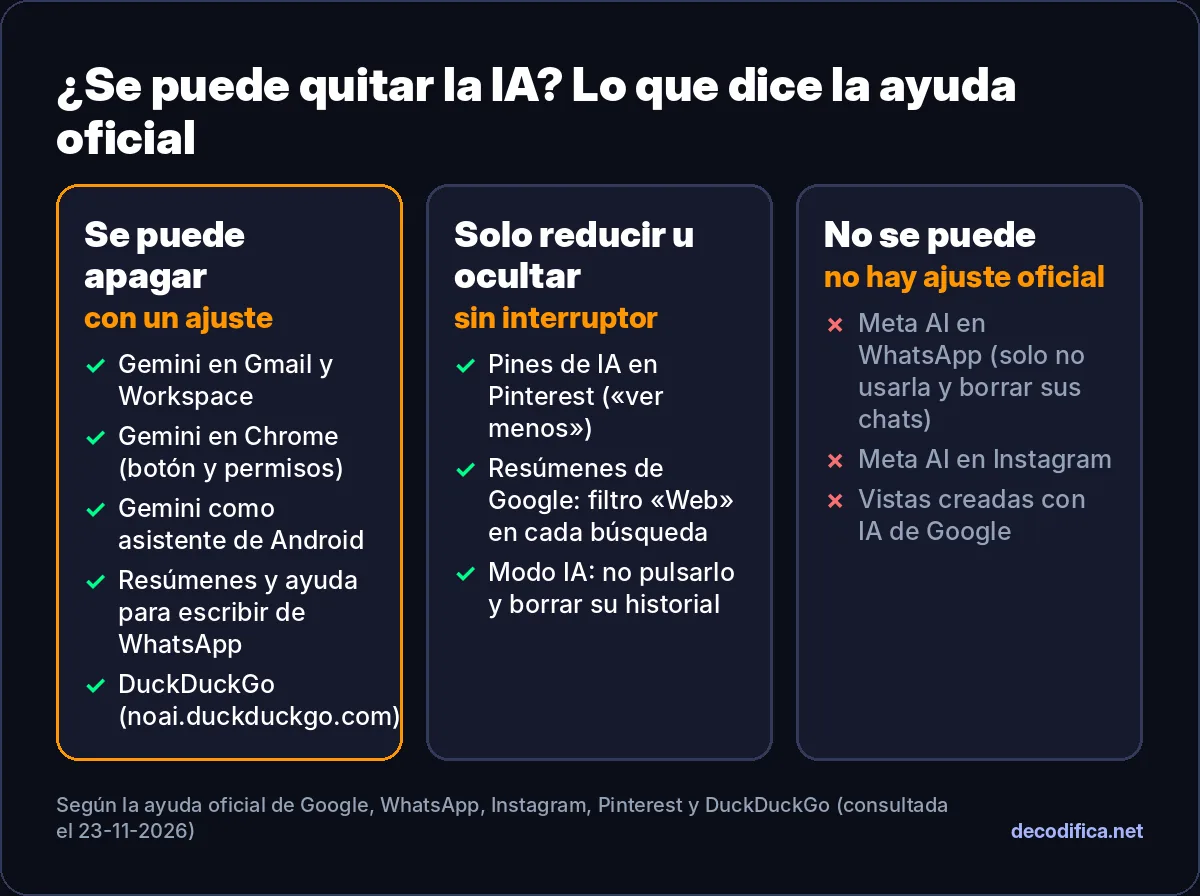 ¿Se puede quitar la IA? Lo que dice la ayuda
oficial
Se puede
apagar
con un ajuste
Gemini en Gmail y
Workspace
Gemini en Chrome
(botón y permisos)
Gemini como
asistente de Android
Resúmenes y ayuda
para escribir de
WhatsApp
DuckDuckGo
(noai.duckduckgo.com)
Solo reducir u
ocultar
sin interruptor
Pines de IA en
Pinterest («ver
menos»)
Resúmenes de
Google: filtro «Web»
en cada búsqueda
Modo IA: no pulsarlo
y borrar su historial
No se puede
no hay ajuste oficial
Meta AI en
WhatsApp (solo no
usarla y borrar sus
chats)
Meta AI en Instagram
Vistas creadas con
IA de Google
Según la ayuda oficial de Google, WhatsApp, Instagram, Pinterest y DuckDuckGo (consultada
el 23-11-2026)
decodifica.net